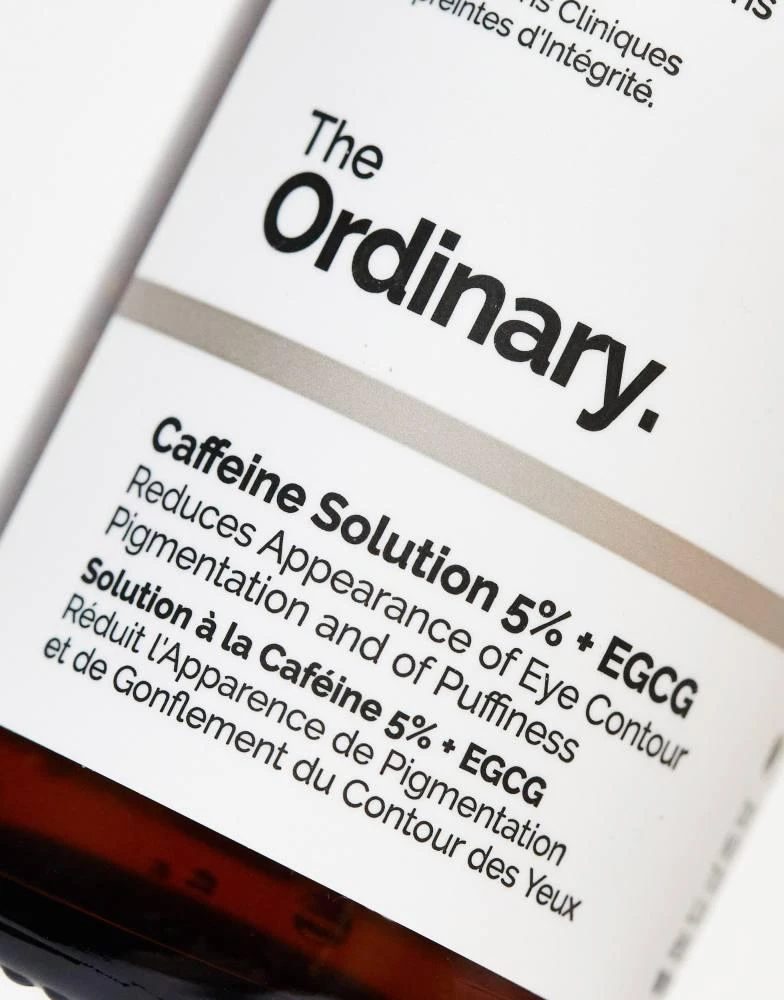 Cliniques
d'Intégrité.
The
Ordinary.
Caffeine Solution 5% + EGCG
Reduces Appearance of Eye Contour
Pigmentation and of Puffiness
Solution à la Caféine 5% + EGCG
Réduit l'Apparence de Pigmentation
et de Gonflement du Contour des Yeux